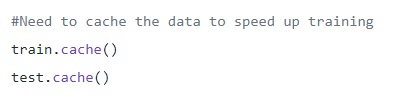 #Need to cache the data to speed up training
train.cache()
test.cache()